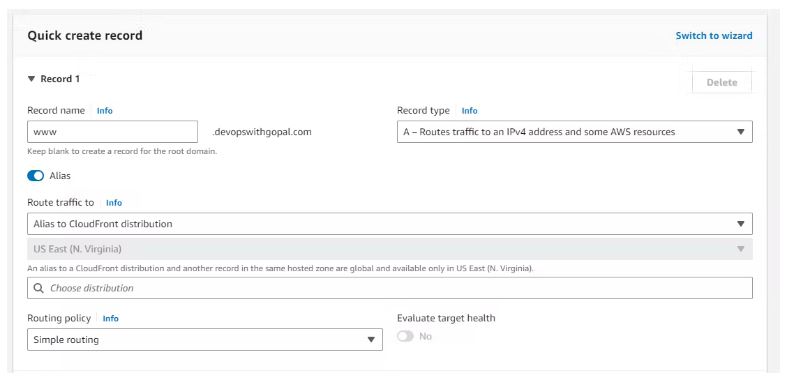 Quick create record
Switch to wizard
Record 1
Delete
Record name Info
Record type Info
www
.devopswithgopal.com
A – Routes traffic to an IPv4 address and some AWS resources
Keep blank to create a record for the root domain.
Alias
Route traffic to Info
Alias to CloudFront distribution
US East (N. Virginia)
An alias to a CloudFront distribution and another record in the same hosted zone are global and available only in US East (N. Virginia).
Choose distribution
Routing policy Info
Evaluate target health
Simple routing
No